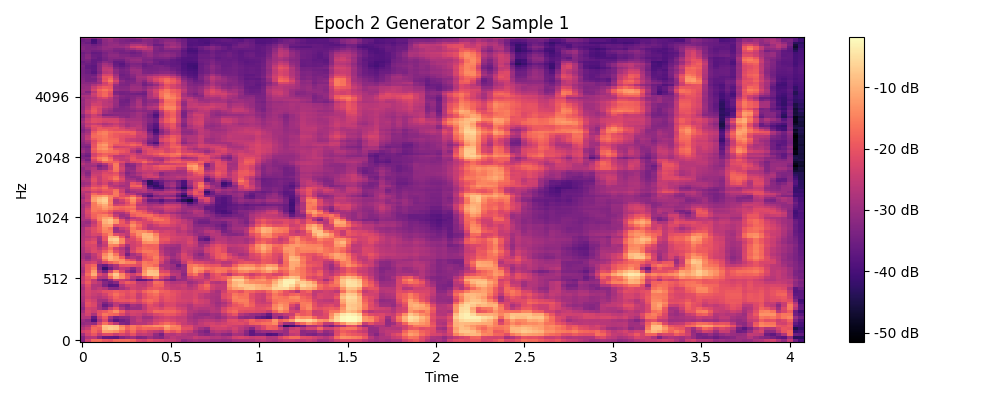 Epoch 2 Generator 2 Sample 1
Hz
4096
2048
1024
512
0
0 0.5 1 1.5 2 2.5 3 3.5 4
Time
-10 dB
-20 dB
-30 dB
-40 dB
-50 dB